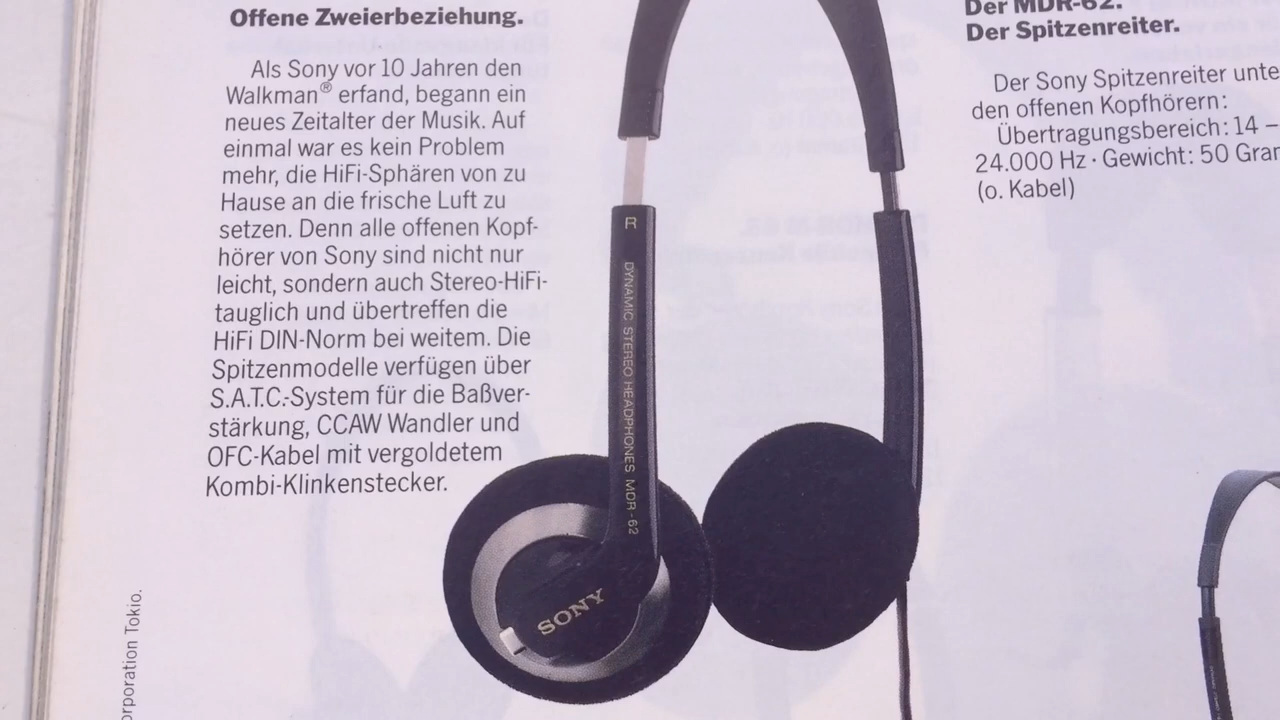 Offene Zweierbeziehung.
Als Sony vor 10 Jahren den
Walkman® erfand, begann ein
neues Zeitalter der Musik. Auf
einmal war es kein Problem
mehr, die HiFi-Sphären von zu
Hause an die frische Luft zu
setzen. Denn alle offenen Kopf-
hörer von Sony sind nicht nur
leicht, sondern auch Stereo-HiFi-
tauglich und übertreffen die
HiFi DIN-Norm bei weitem. Die
Spitzenmodelle verfügen über
S.A.T.C.-System für die Baßver-
stärkung, CCAW Wandler und
OFC-Kabel mit vergoldetem
Kombi-Klinkenstecker.
orporation Tokio.
R
DYNAMIC STEREO HEADPHONES MDR-62
SONY
Der MDR-62.
Der Spitzenreiter.
Der Sony Spitzenreiter unte
den offenen Kopfhörern:
Übertragungsbereich: 14 –
24.000 Hz · Gewicht: 50 Gram
(o. Kabel)